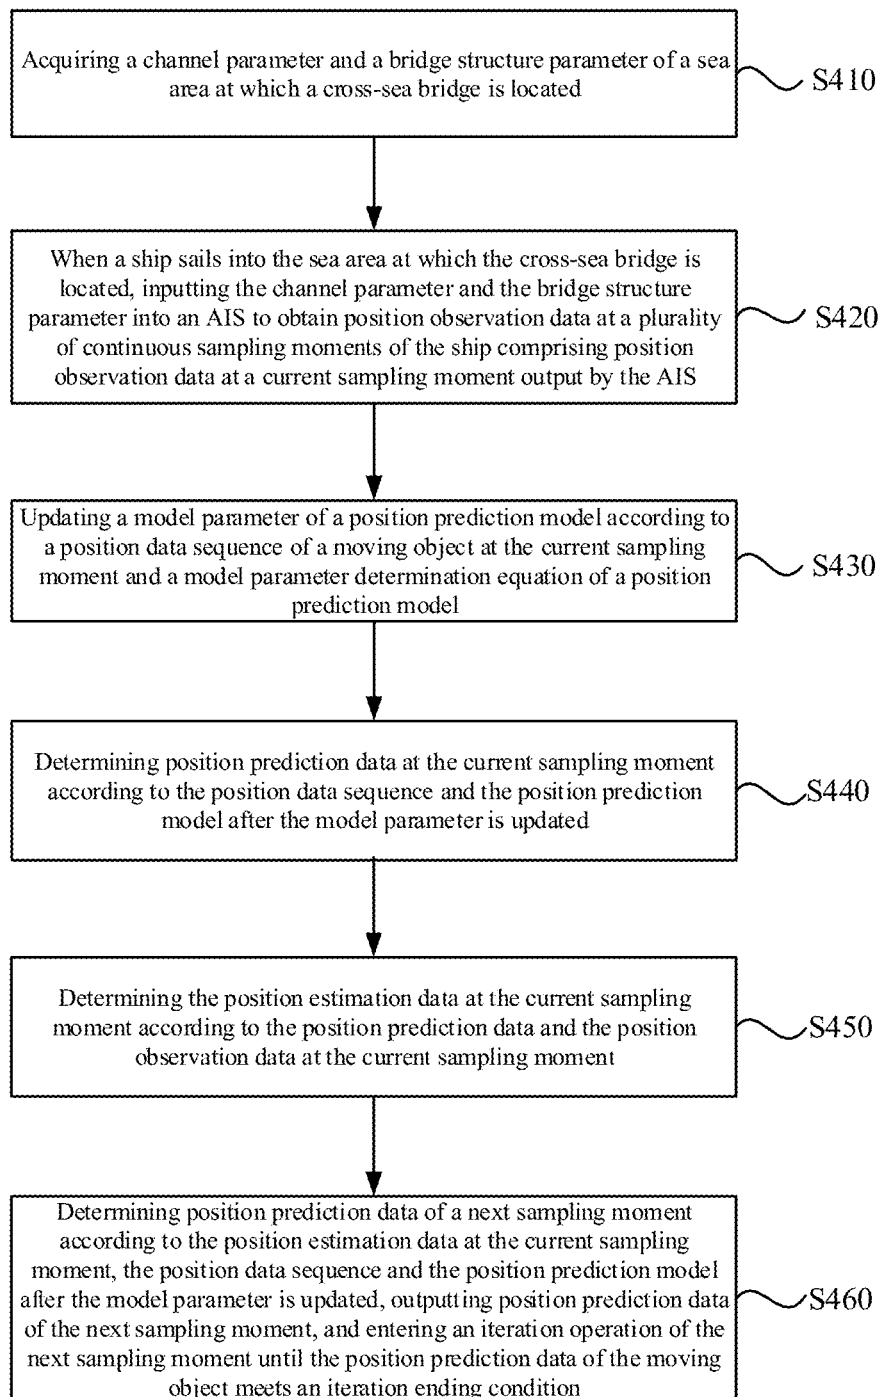 Acquiring a channel parameter and a bridge structure parameter of a sea
area at which a cross-sea bridge is located
S410
When a ship sails into the sea area at which the cross-sea bridge is
located, inputting the channel parameter and the bridge structure
parameter into an AIS to obtain position observation data at a plurality
of continuous sampling moments of the ship comprising position
observation data at a current sampling moment output by the AIS
S420
Updating a model parameter of a position prediction model according to
a position data sequence of a moving object at the current sampling
moment and a model parameter determination equation of a position
prediction model
S430
Determining position prediction data at the current sampling moment
according to the position data sequence and the position prediction
model after the model parameter is updated
S440
Determining the position estimation data at the current sampling
moment according to the position prediction data and the position
observation data at the current sampling moment
S450
Determining position prediction data of a next sampling moment
according to the position estimation data at the current sampling
moment, the position data sequence and the position prediction model
after the model parameter is updated, outputting position prediction data
of the next sampling moment, and entering an iteration operation of the
next sampling moment until the position prediction data of the moving
object meets an iteration ending condition
S460